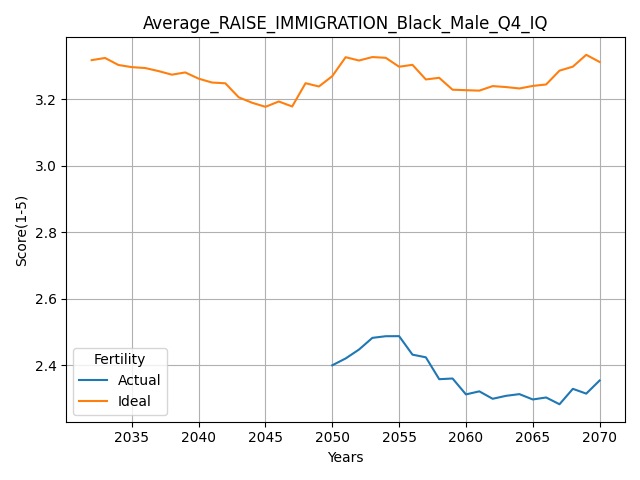 Average_RAISE_IMMIGRATION_Black_Male_Q4_IQ
Score(1-5)
3.2
3.0
2.8
2.6
2.4
Fertility
Actual
Ideal
2035 2040 2045 2050 2055 2060 2065 2070
Years